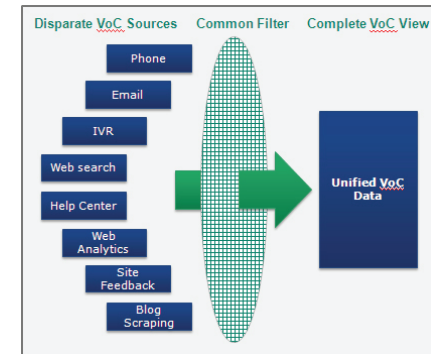 Disparate VoC Sources
Common Filter
Complete VoC View
Phone
Email
IVR
Web search
Help Center
Web
Analytics
Site
Feedback
Blog
Scraping
Unified VoC
Data